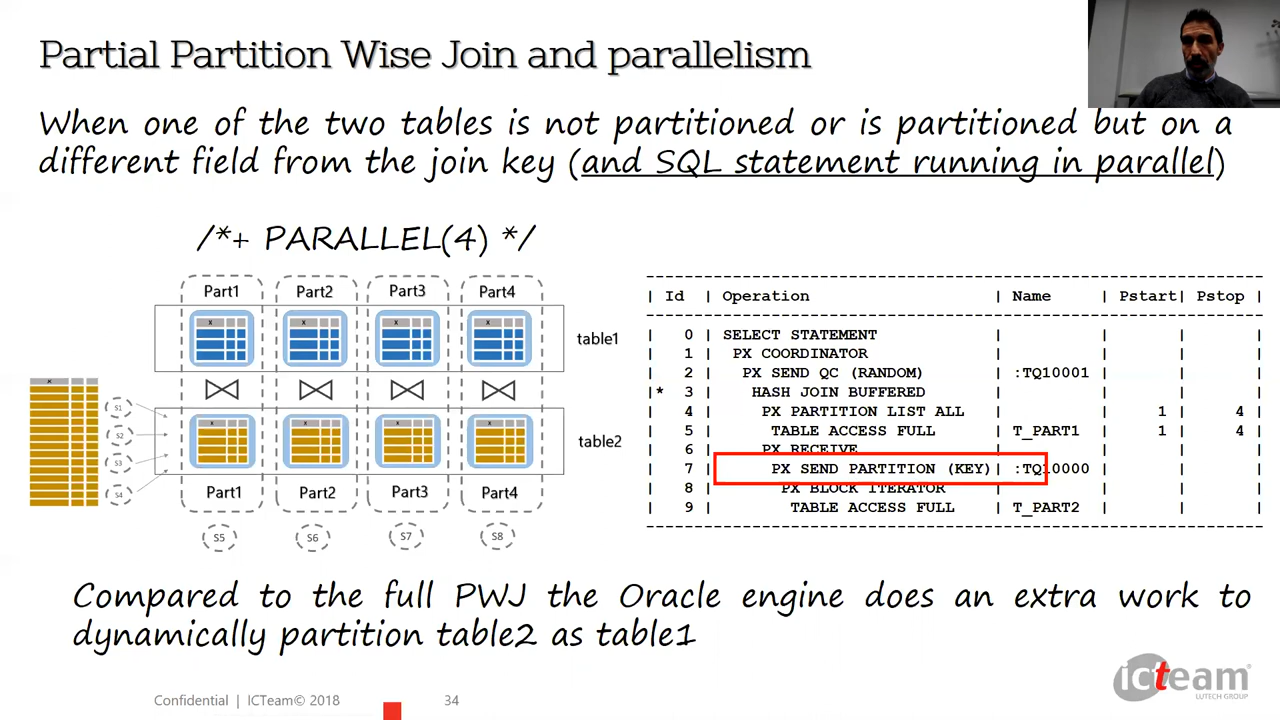 Partial Partition Wise Join and parallelism
When one of the two tables is not partitioned or is partitioned but on a
different field from the join key (and SQL statement running in parallel)
/*+ PARALLEL(4) */
Part1 Part2 Part3 Part4
x x x x
table1
x
S1
S2
S3
S4
x x x x
table2
Part1 Part2 Part3 Part4
S5 S6 S7 S8
---------------------------------------------------------------
| Id | Operation | Name | Pstart| Pstop |
---------------------------------------------------------------
| 0 | SELECT STATEMENT | | | |
| 1 | PX COORDINATOR | | | |
| 2 | PX SEND QC (RANDOM) | :TQ10001 | | |
|* 3 | HASH JOIN BUFFERED | | | |
| 4 | PX PARTITION LIST ALL | | 1 | 4 |
| 5 | TABLE ACCESS FULL | T_PART1 | 1 | 4 |
| 6 | PX RECEIVE | | | |
| 7 | PX SEND PARTITION (KEY)| :TQ10000 | | |
| 8 | PX BLOCK ITERATOR | | | |
| 9 | TABLE ACCESS FULL | T_PART2 | | |
---------------------------------------------------------------
Compared to the full PWJ the Oracle engine does an extra work to
dynamically partition table2 as table1
Confidential | ICTeam© 2018 34
icteam
LUTECH GROUP